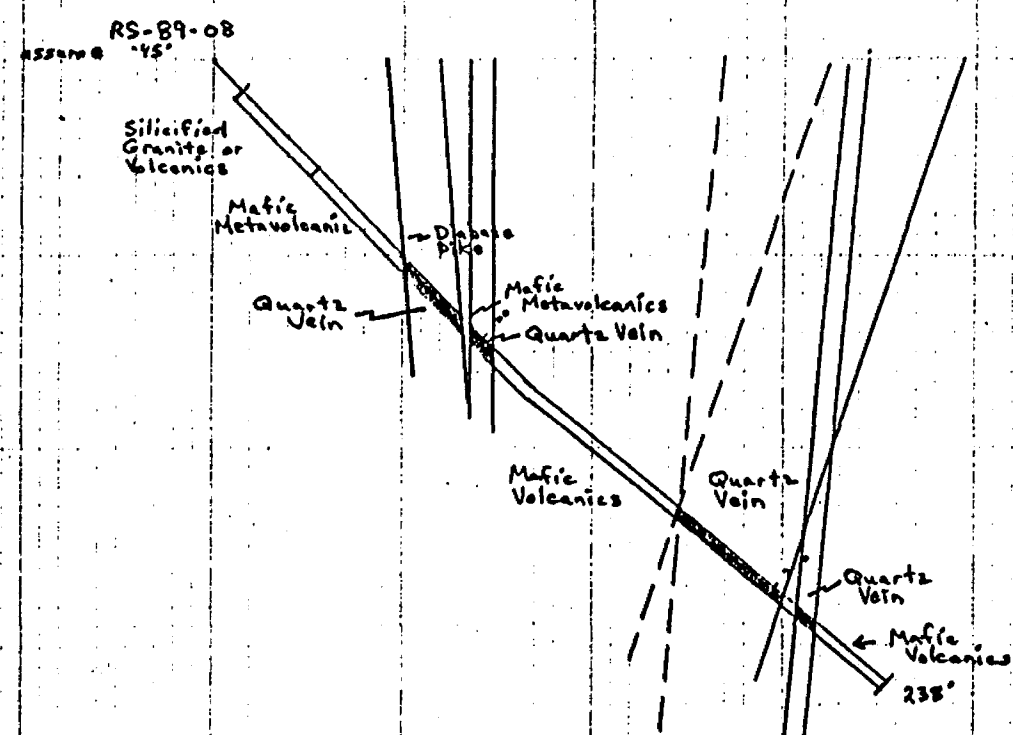 RS-89-08
assume -45°
Silicified
Granite or
Volcanics
Mafic
Metavolcanic
Diabase
Dike
Quartz
Vein
Mafic
Metavolcanics
Quartz Vein
Mafic
Volcanics
Quartz
Vein
Quartz
Vein
Mafic
Volcanics
238'